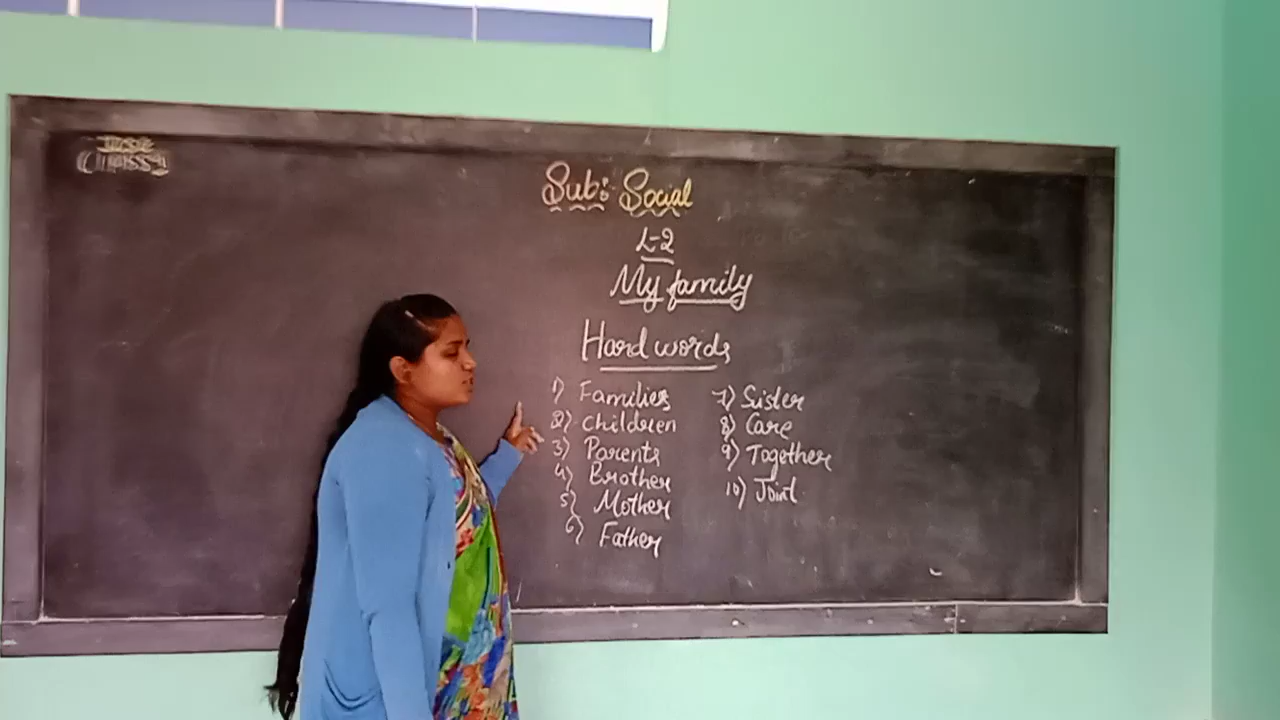 Sub: Social
L-2
My family
Hard words
1) Families
2) Children
3) Parents
4) Brother
5) Mother
6) Father
7) Sister
8) Care
9) Together
10) Joint